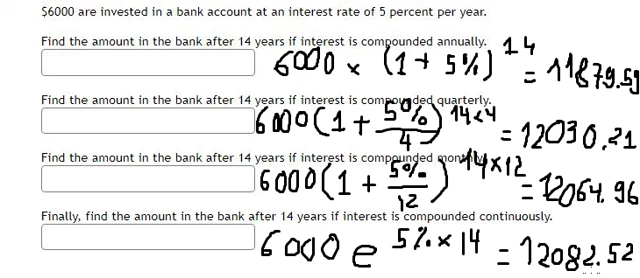 $6000 are invested in a bank account at an interest rate of 5 percent per year.
Find the amount in the bank after 14 years if interest is compounded annually.
6000 × (1 + 5%)^14 = 11879.59
Find the amount in the bank after 14 years if interest is compounded quarterly.
6000(1 + 5%/4)^14×4 = 12030.21
Find the amount in the bank after 14 years if interest is compounded monthly.
6000(1 + 5%/12)^14×12 = 12064.96
Finally, find the amount in the bank after 14 years if interest is compounded continuously.
6000 e^5%×14 = 12082.52